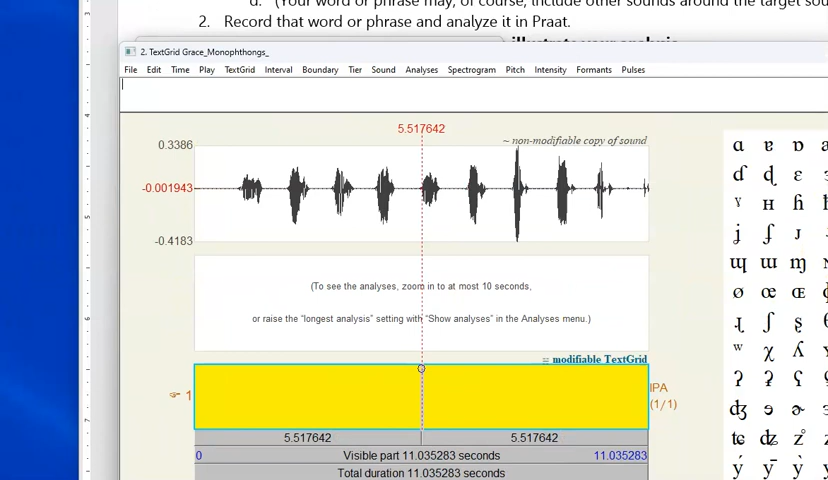 2. Record that word or phrase and analyze it in Praat.
2. TextGrid Grace_Monophthongs_
File Edit Time Play TextGrid Interval Boundary Tier Sound Analyses Spectrogram Pitch Intensity Formants Pulses
5.517642
~ non-modifiable copy of sound
0.3386
-0.001943
-0.4183
(To see the analyses, zoom in to at most 10 seconds,
or raise the "longest analysis" setting with "Show analyses" in the Analyses menu.)
= modifiable TextGrid
☞ 1
IPA
(1/1)
5.517642 5.517642
0 Visible part 11.035283 seconds 11.035283
Total duration 11.035283 seconds
ɑ ɐ ɒ
ɗ ɖ ɛ
ʏ ʜ ɦ
ʝ ʄ ɹ
ɰ ɯ ɱ
ø œ ɶ
ʃ ʂ
ʍ χ ʎ
ʔ ʡ ʕ
ʤ ɘ ɚ
ʨ ʥ